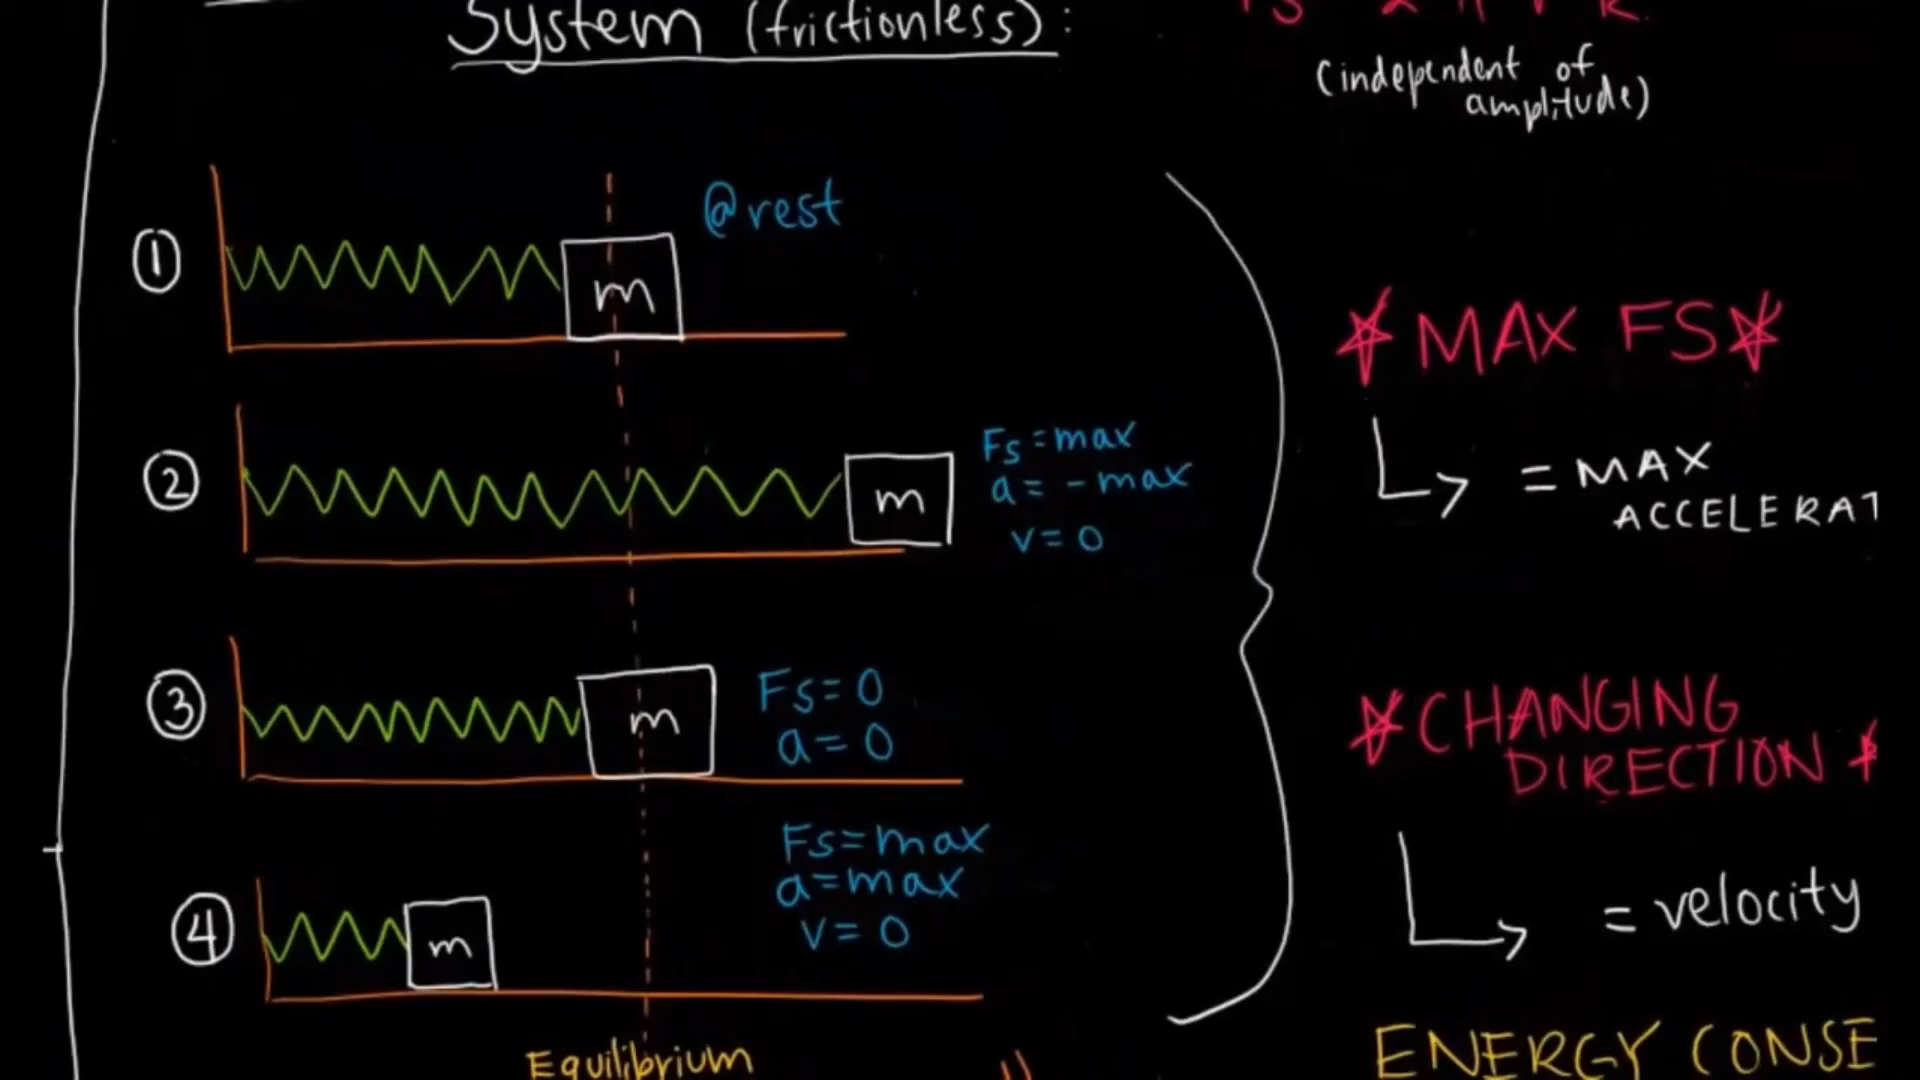 System (frictionless):
(independent of
amplitude)
①
@rest
m
②
m
Fs=max
a= -max
v=0
③
m
Fs=0
a=0
④
m
Fs=max
a=max
v=0
Equilibrium
MAX FS
= MAX
ACCELERAT
CHANGING
DIRECTION
= velocity
ENERGY CONSE